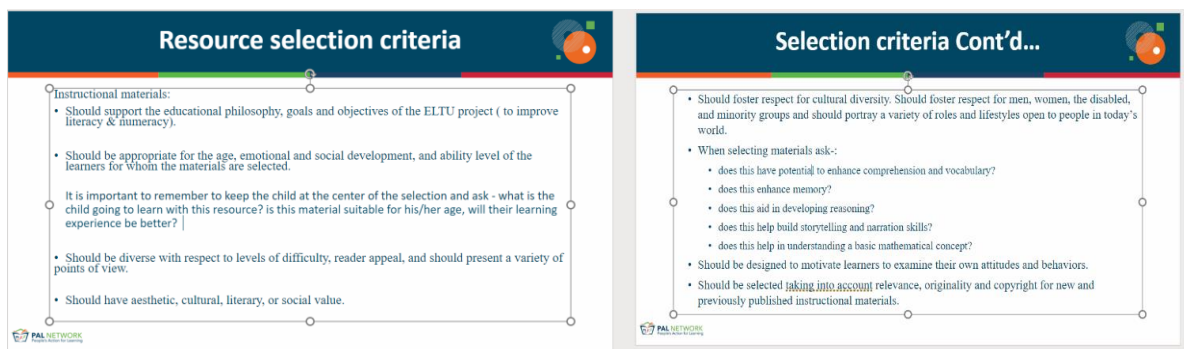 Resource selection criteria
Instructional materials:
• Should support the educational philosophy, goals and objectives of the ELTU project ( to improve
literacy & numeracy).
• Should be appropriate for the age, emotional and social development, and ability level of the
learners for whom the materials are selected.
It is important to remember to keep the child at the center of the selection and ask - what is the
child going to learn with this resource? is this material suitable for his/her age, will their learning
experience be better?
• Should be diverse with respect to levels of difficulty, reader appeal, and should present a variety of
points of view.
• Should have aesthetic, cultural, literary, or social value.
PAL NETWORK
People's Action for Learning
Selection criteria Cont'd...
• Should foster respect for cultural diversity. Should foster respect for men, women, the disabled,
and minority groups and should portray a variety of roles and lifestyles open to people in today's
world.
• When selecting materials ask-:
• does this have potential to enhance comprehension and vocabulary?
• does this enhance memory?
• does this aid in developing reasoning?
• does this help build storytelling and narration skills?
• does this help in understanding a basic mathematical concept?
• Should be designed to motivate learners to examine their own attitudes and behaviors.
• Should be selected taking into account relevance, originality and copyright for new and
previously published instructional materials.
PAL NETWORK
People's Action for Learning